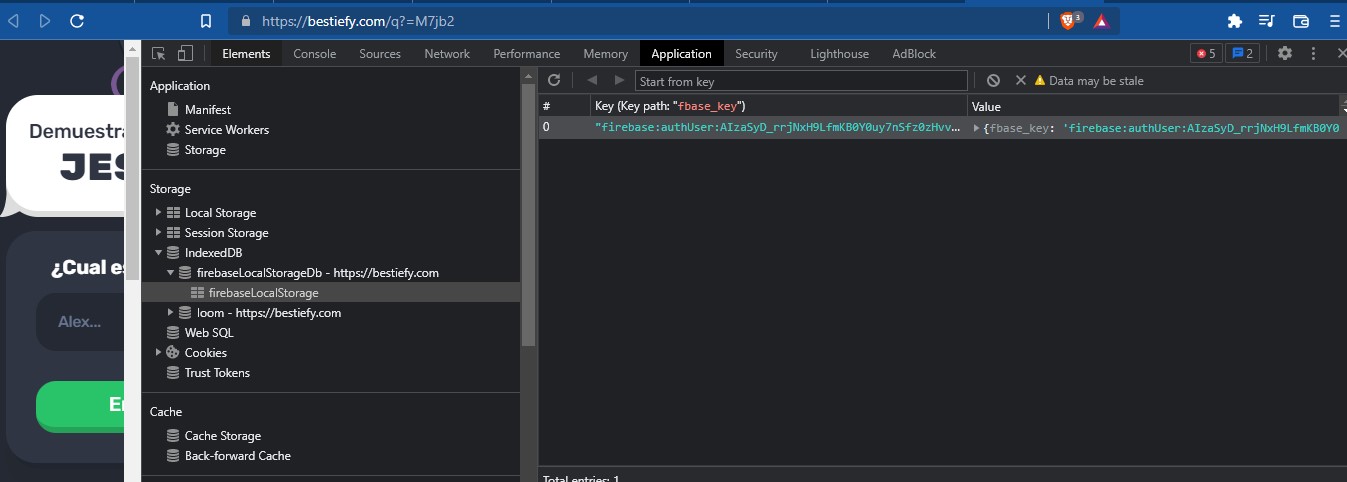 https://bestiefy.com/q?=M7jb2
3
Elements Console Sources Network Performance Memory Application Security Lighthouse AdBlock 5 2
Demuestra
JES
¿Cual es
Alex...
Application
Manifest
Service Workers
Storage
Storage
Local Storage
Session Storage
IndexedDB
firebaseLocalStorageDb - https://bestiefy.com
firebaseLocalStorage
loom - https://bestiefy.com
Web SQL
Cookies
Trust Tokens
Cache
Cache Storage
Back-forward Cache
Start from key
Data may be stale
# Key (Key path: "fbase_key") Value
0 "firebase:authUser:AIzaSyD_rrjNxH9LfmKB0Y0uy7nSfz0zHvv... {fbase_key: 'firebase:authUser:AIzaSyD_rrjNxH9LfmKB0Y0
Total entries: 1